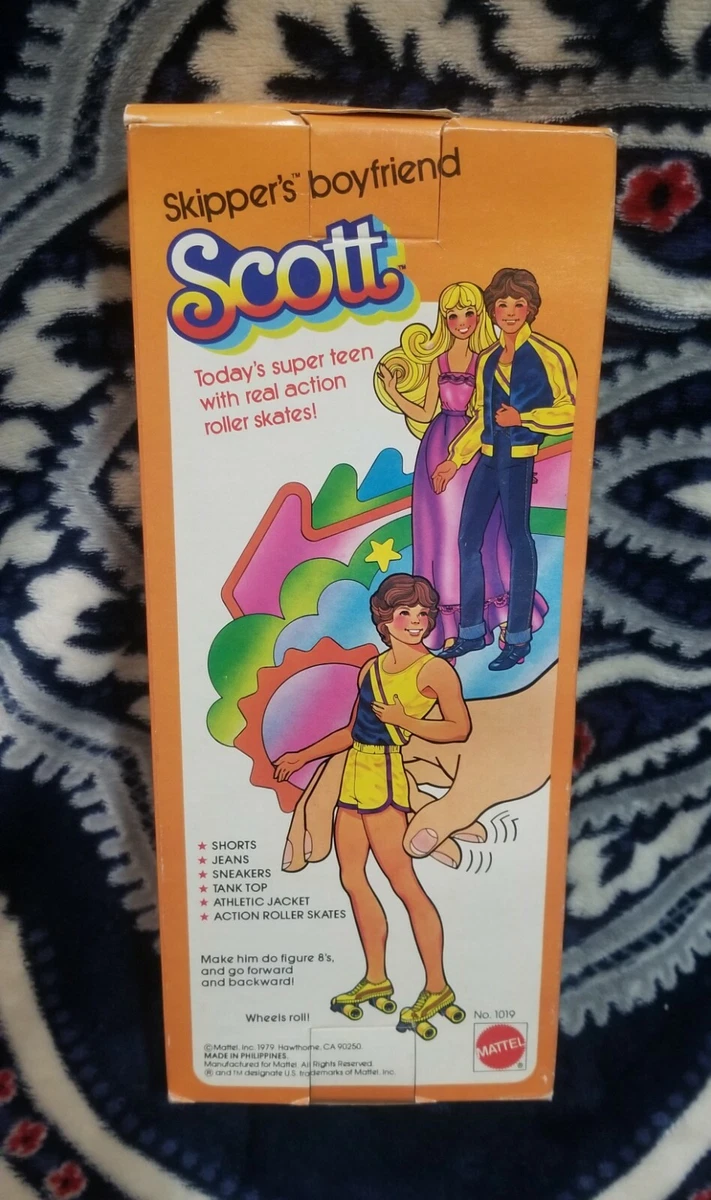 Skipper's™ boyfriend
Scott™
Today's super teen
with real action
roller skates!
★ SHORTS
★ JEANS
★ SNEAKERS
★ TANK TOP
★ ATHLETIC JACKET
★ ACTION ROLLER SKATES
Make him do figure 8's,
and go forward
and backward!
Wheels roll!
No. 1019
MATTEL
®
©Mattel, Inc. 1979. Hawthorne, CA 90250.
MADE IN PHILIPPINES.
Manufactured for Mattel. All Rights Reserved.
® and TM designate U.S. trademarks of Mattel, Inc.